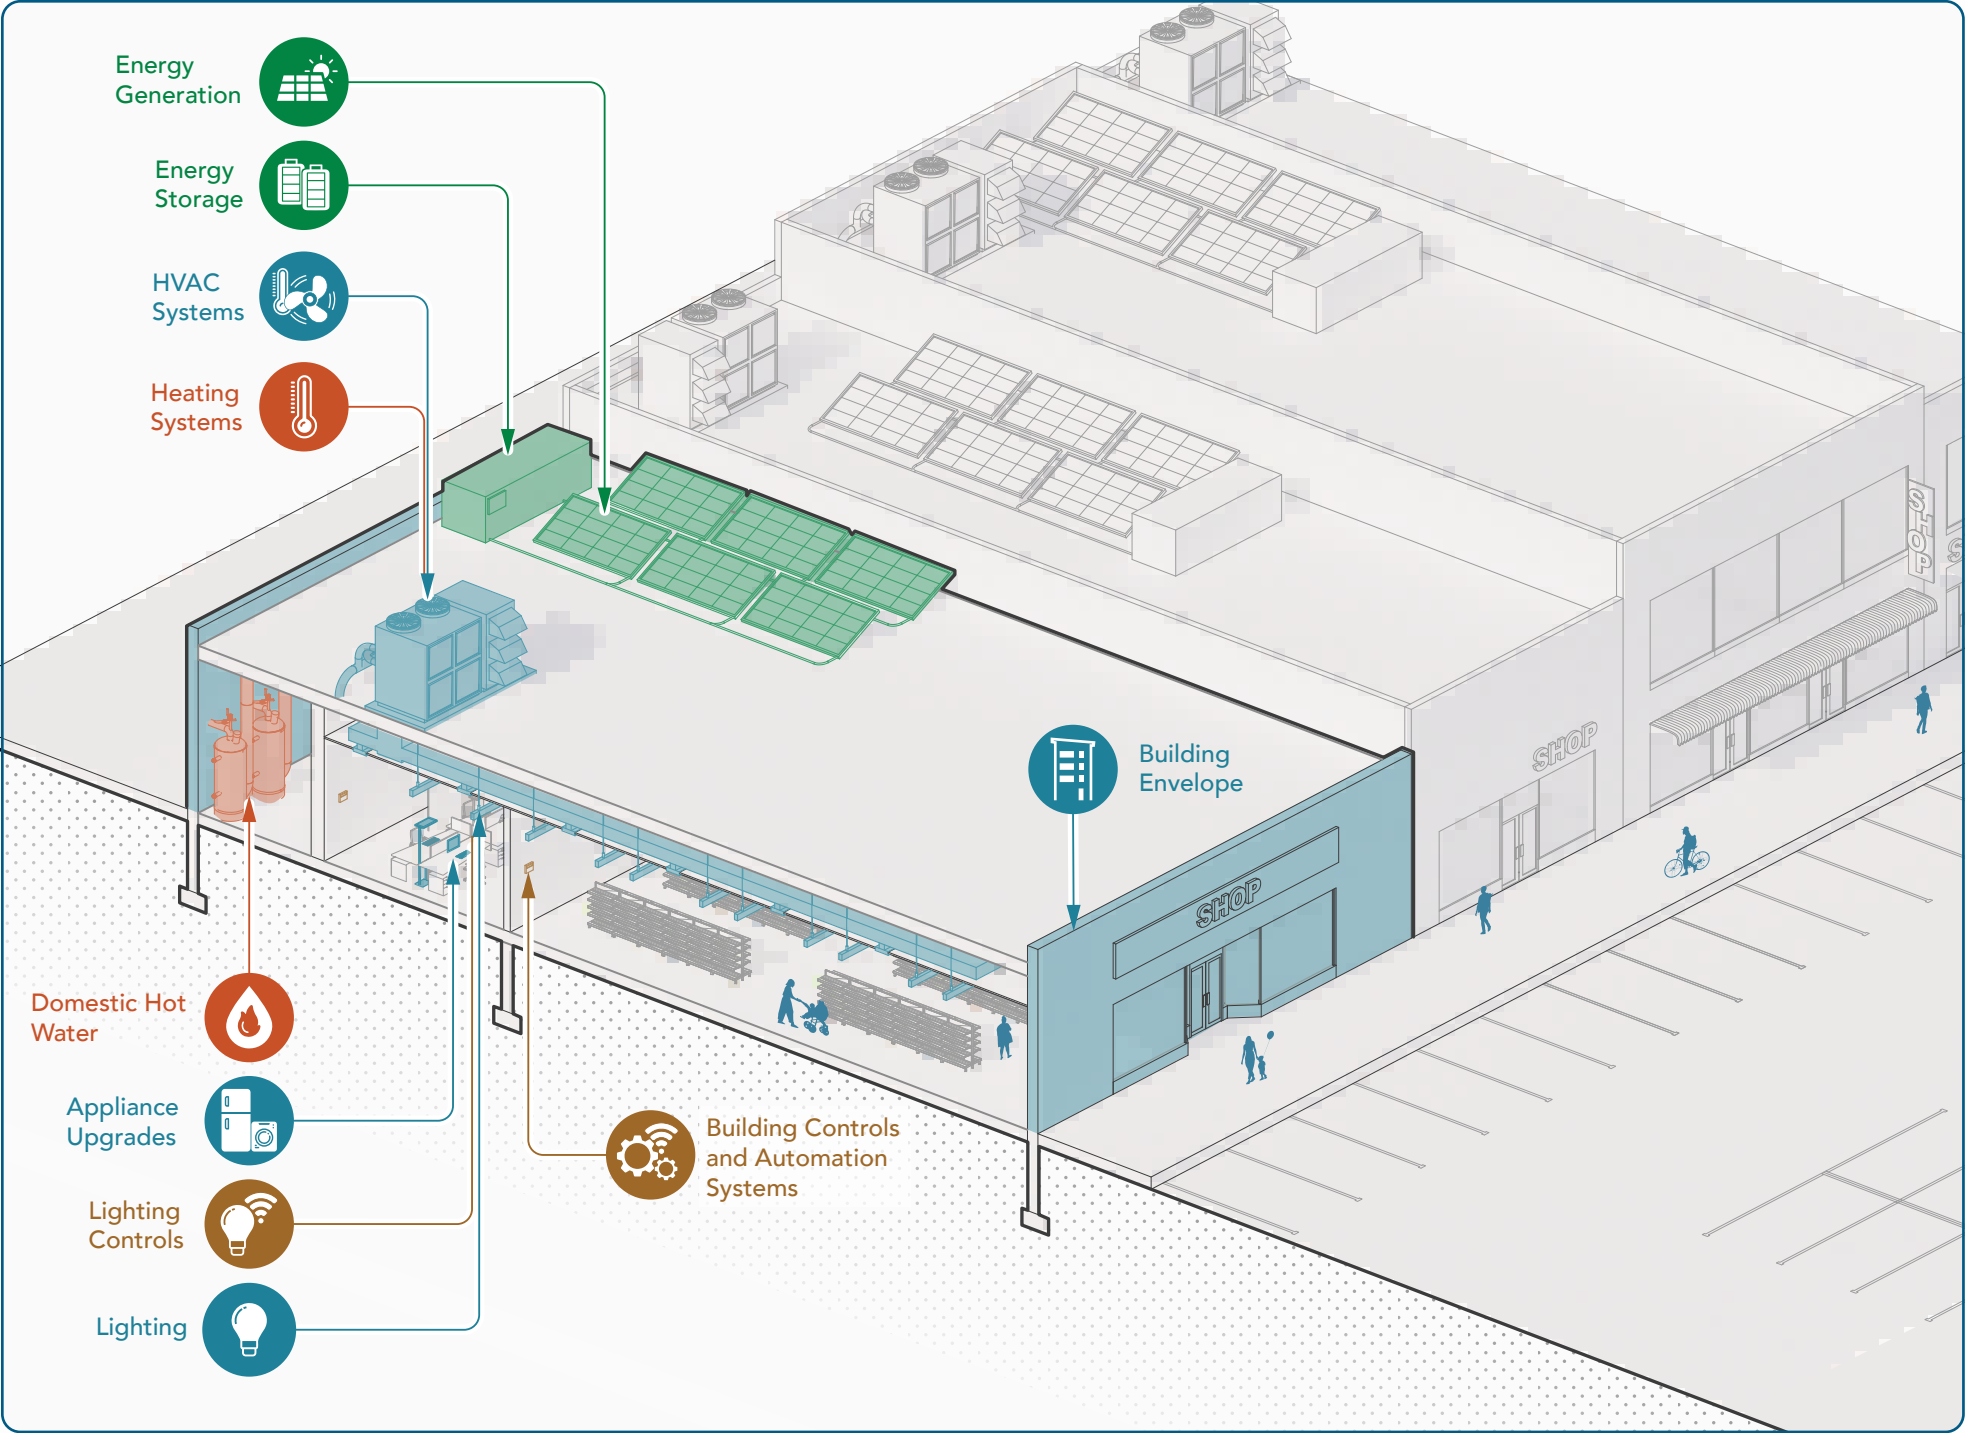 Energy
Generation
Energy
Storage
HVAC
Systems
Heating
Systems
SHOP
S
SHOP
Building
Envelope
SHOP
Domestic Hot
Water
Appliance
Upgrades
Building Controls
and Automation
Systems
Lighting
Controls
Lighting